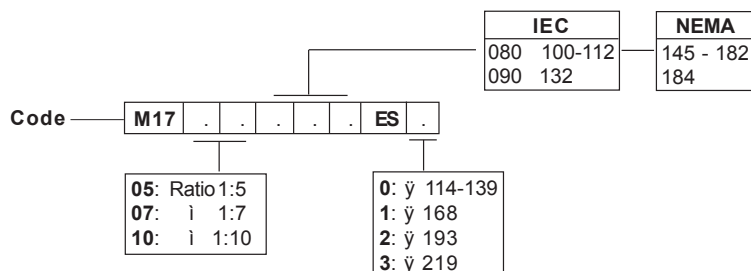 IEC
080 100-112
090 132
NEMA
145 - 182
184
Code
M17 . . . . . ES .
05: Ratio 1:5
07: ì 1:7
10: ì 1:10
0: ÿ 114-139
1: ÿ 168
2: ÿ 193
3: ÿ 219